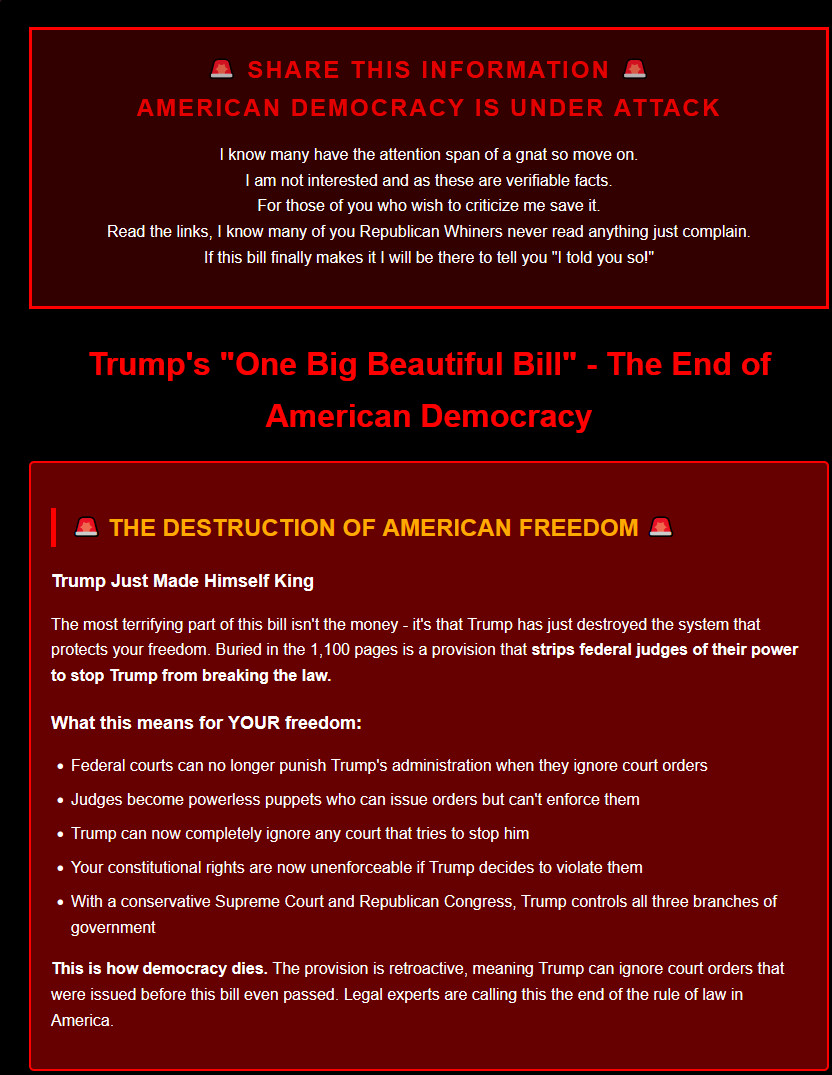 🚨 SHARE THIS INFORMATION 🚨
AMERICAN DEMOCRACY IS UNDER ATTACK
I know many have the attention span of a gnat so move on.
I am not interested and as these are verifiable facts.
For those of you who wish to criticize me save it.
Read the links, I know many of you Republican Whiners never read anything just complain.
If this bill finally makes it I will be there to tell you "I told you so!"
Trump's "One Big Beautiful Bill" - The End of
American Democracy
🚨 THE DESTRUCTION OF AMERICAN FREEDOM 🚨
Trump Just Made Himself King
The most terrifying part of this bill isn't the money - it's that Trump has just destroyed the system that
protects your freedom. Buried in the 1,100 pages is a provision that strips federal judges of their power
to stop Trump from breaking the law.
What this means for YOUR freedom:
• Federal courts can no longer punish Trump's administration when they ignore court orders
• Judges become powerless puppets who can issue orders but can't enforce them
• Trump can now completely ignore any court that tries to stop him
• Your constitutional rights are now unenforceable if Trump decides to violate them
• With a conservative Supreme Court and Republican Congress, Trump controls all three branches of
government
This is how democracy dies. The provision is retroactive, meaning Trump can ignore court orders that
were issued before this bill even passed. Legal experts are calling this the end of the rule of law in
America.